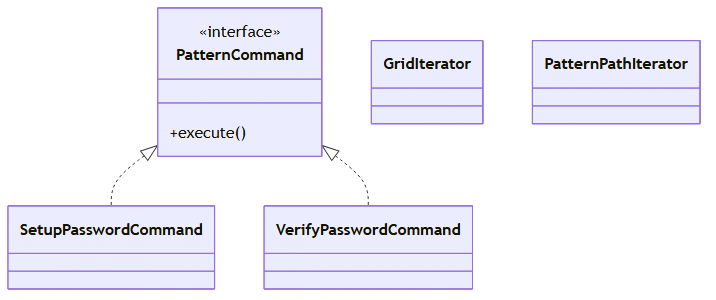 «interface»
PatternCommand
+execute()
GridIterator
PatternPathIterator
SetupPasswordCommand
VerifyPasswordCommand